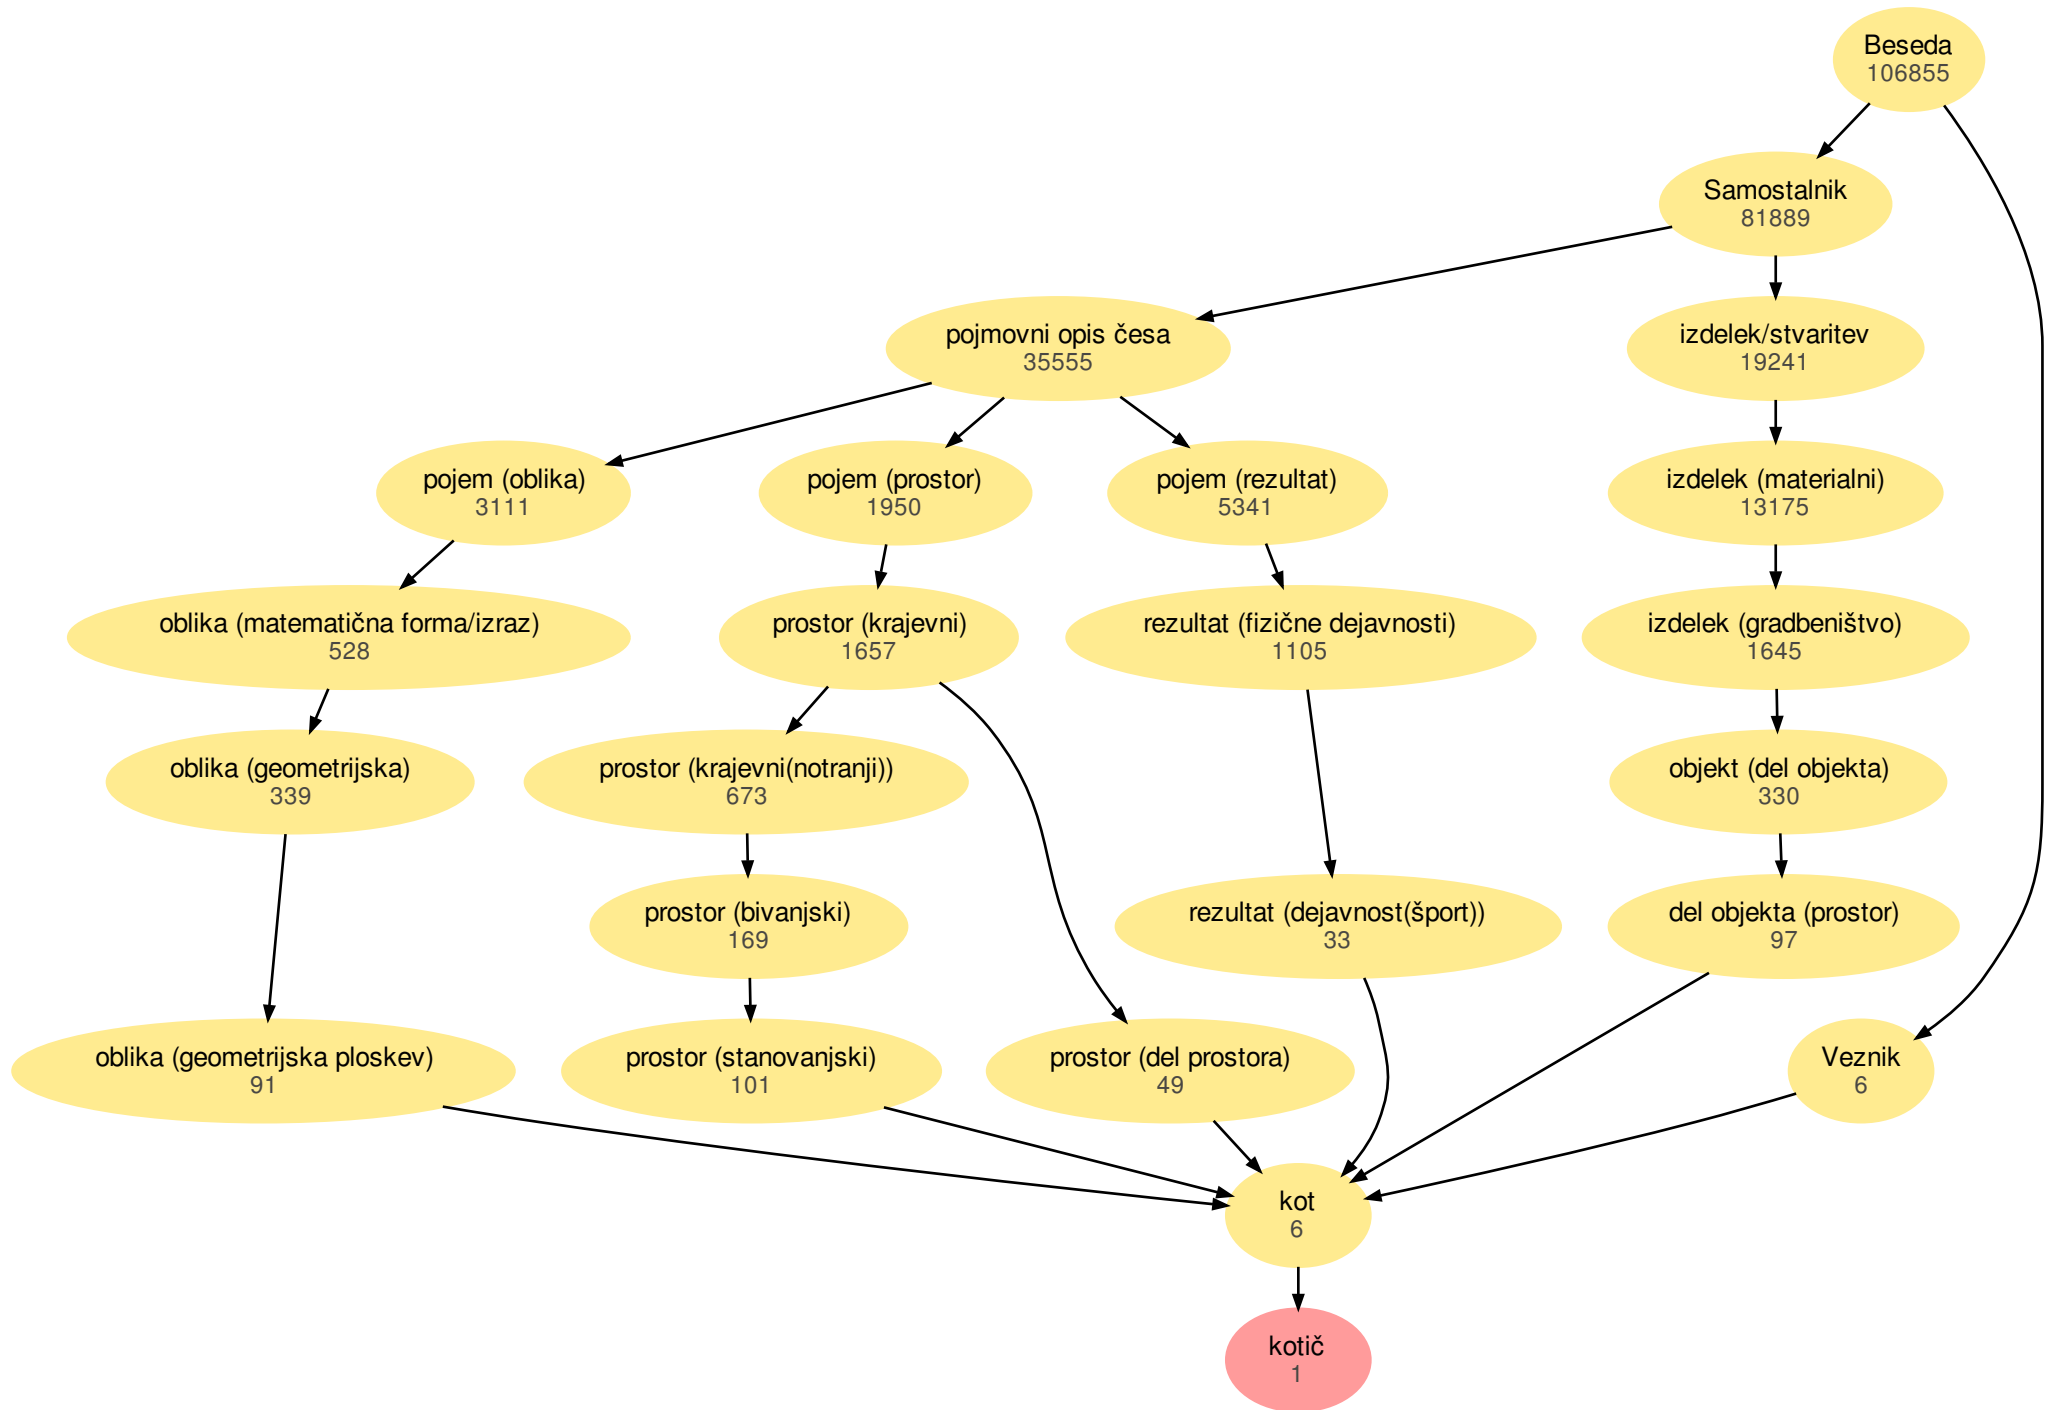 Beseda
106855
Samostalnik
81889
pojmovni opis česa
35555
izdelek/stvaritev
19241
pojem (oblika)
3111
pojem (prostor)
1950
pojem (rezultat)
5341
izdelek (materialni)
13175
oblika (matematična forma/izraz)
528
prostor (krajevni)
1657
rezultat (fizične dejavnosti)
1105
izdelek (gradbeništvo)
1645
oblika (geometrijska)
339
prostor (krajevni(notranji))
673
objekt (del objekta)
330
prostor (bivanjski)
169
rezultat (dejavnost(šport))
33
del objekta (prostor)
97
oblika (geometrijska ploskev)
91
prostor (stanovanjski)
101
prostor (del prostora)
49
Veznik
6
kot
6
kotič
1